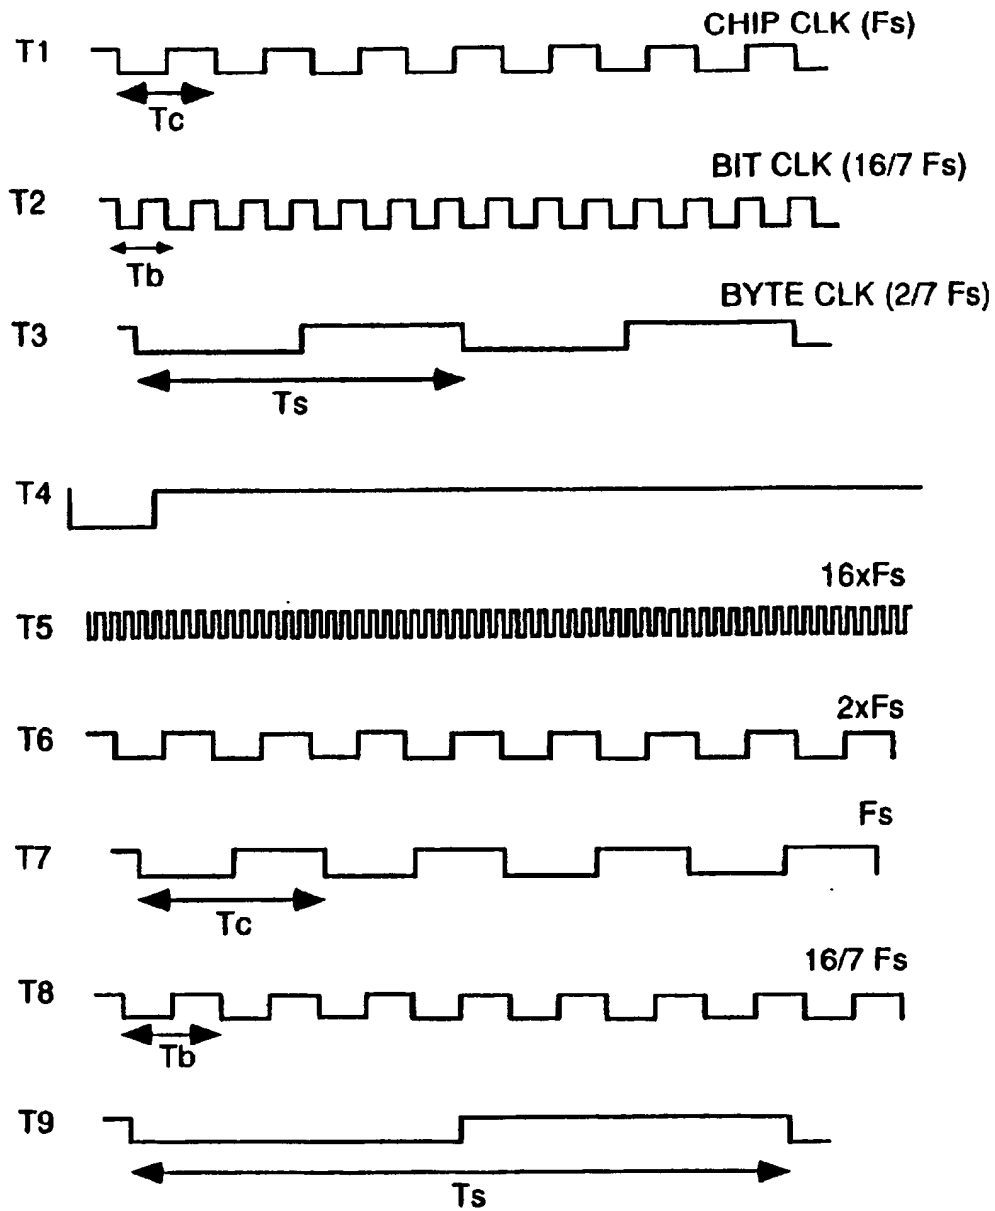 CHIP CLK (Fs)
T1
Tc
BIT CLK (16/7 Fs)
T2
Tb
BYTE CLK (2/7 Fs)
T3
Ts
T4
16xFs
T5
2xFs
T6
Fs
T7
Tc
16/7 Fs
T8
Tb
T9
Ts